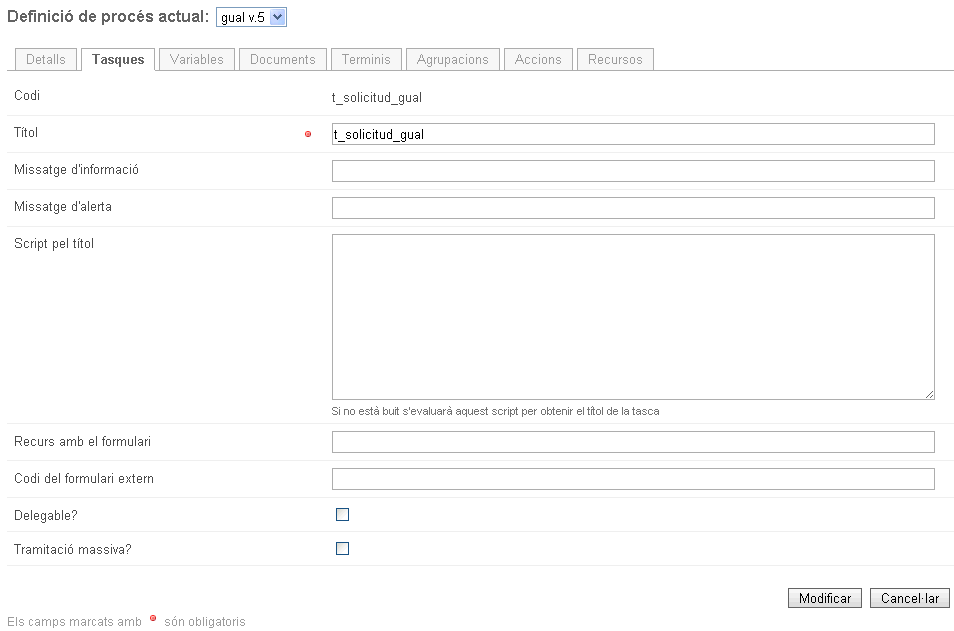 Definició de procés actual: gual v.5
Detalls Tasques Variables Documents Terminis Agrupacions Accions Recursos
Codi t_solicitud_gual
Títol t_solicitud_gual
Missatge d'informació
Missatge d'alerta
Script pel títol
Si no està buit s'evaluarà aquest script per obtenir el títol de la tasca
Recurs amb el formulari
Codi del formulari extern
Delegable?
Tramitació massiva?
Modificar Cancel·lar
Els camps marcats amb són obligatoris